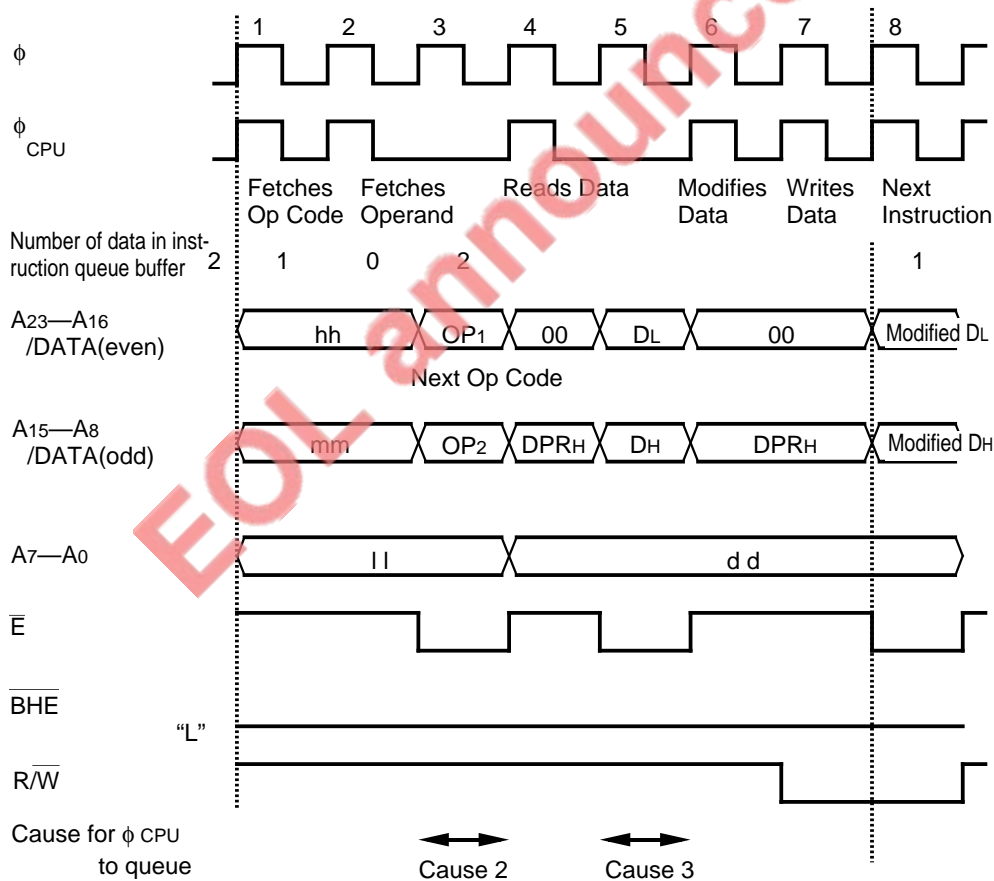 1 2 3 4 5 6 7 8
ϕ
ϕ CPU
Fetches Op Code
Fetches Operand
Reads Data
Modifies Data
Writes Data
Next Instruction
Number of data in inst-
ruction queue buffer 2 1 0 2 1
A23—A16
/DATA(even)
hh OP1 00 DL 00 Modified DL
Next Op Code
A15—A8
/DATA(odd)
mm OP2 DPRH DH DPRH Modified DH
A7—A0
l l d d
E̅
B̅H̅E̅
“L”
R/W̅
Cause for ϕ CPU
to queue
Cause 2 Cause 3
EOL announce